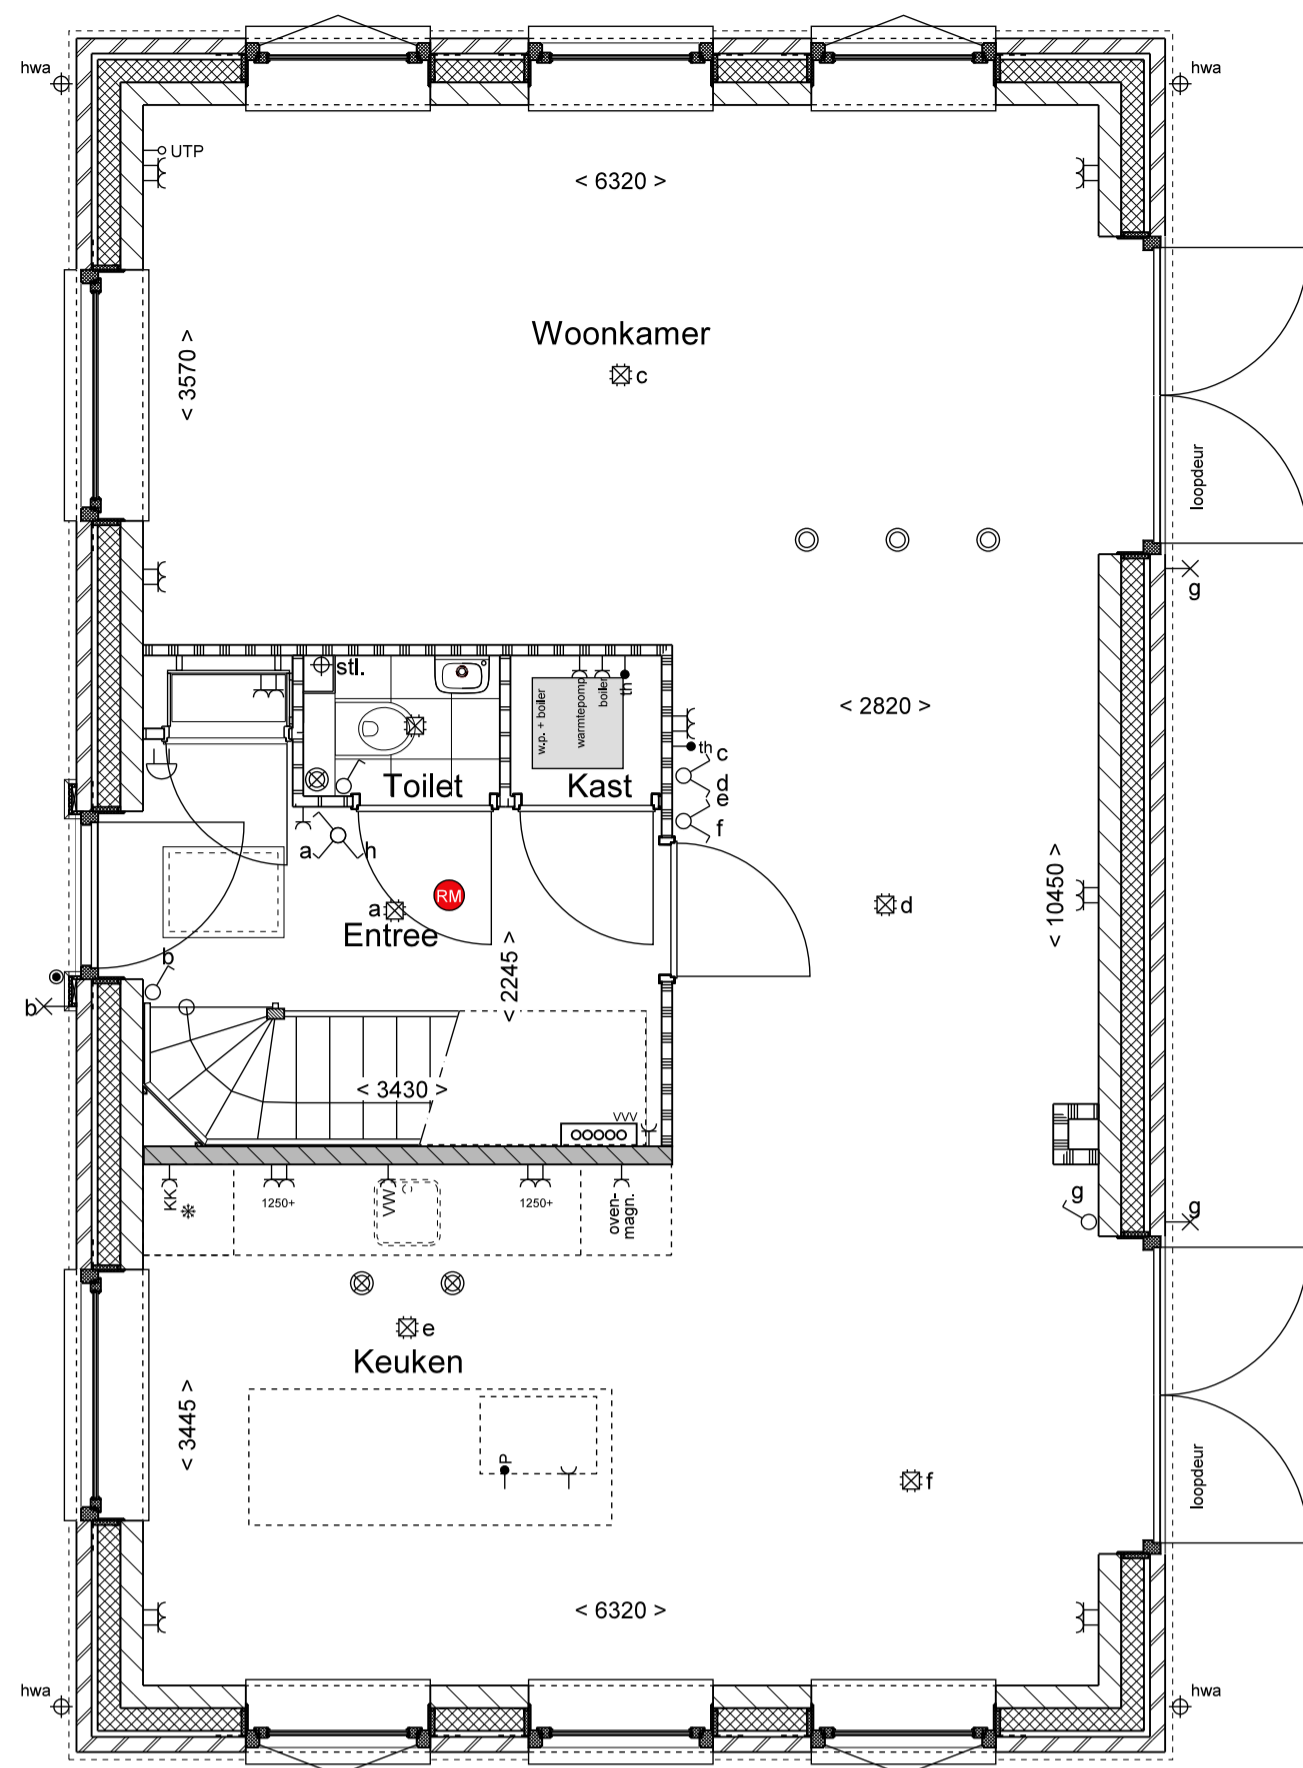 hwa
hwa
UTP
< 6320 >
Woonkamer
c
< 3570 >
loopdeur
g
stl.
w.p. + boiler
warmtepomp
boiler
th
< 2820 >
th
c
d
e
f
Toilet
Kast
a
h
RM
a
Entree
d
< 10450 >
b
b
< 2245 >
< 3430 >
VVV
KK
1250+
VW
1250+
oven-
magn.
g
g
e
Keuken
< 3445 >
P
f
loopdeur
< 6320 >
hwa
hwa